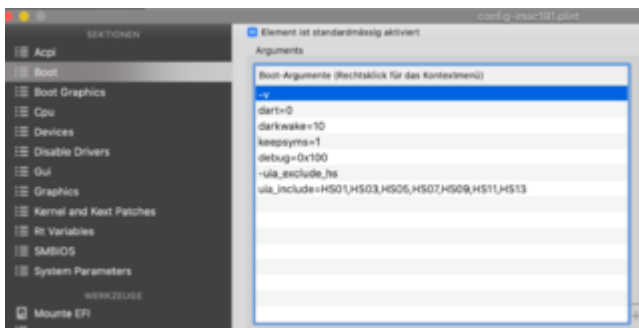 config-imac181.plist
SEKTIONEN
Acpi
Boot
Boot Graphics
Cpu
Devices
Disable Drivers
Gui
Graphics
Kernel and Kext Patches
Rt Variables
SMBIOS
System Parameters
WERKZEUGE
Mounte EFI
Element ist standardmässig aktiviert
Arguments
Boot-Argumente (Rechtsklick für das Kontextmenü)
-v
dart=0
darkwake=10
keepsyms=1
debug=0x100
-uia_exclude_hs
uia_include=HS01,HS03,HS05,HS07,HS09,HS11,HS13